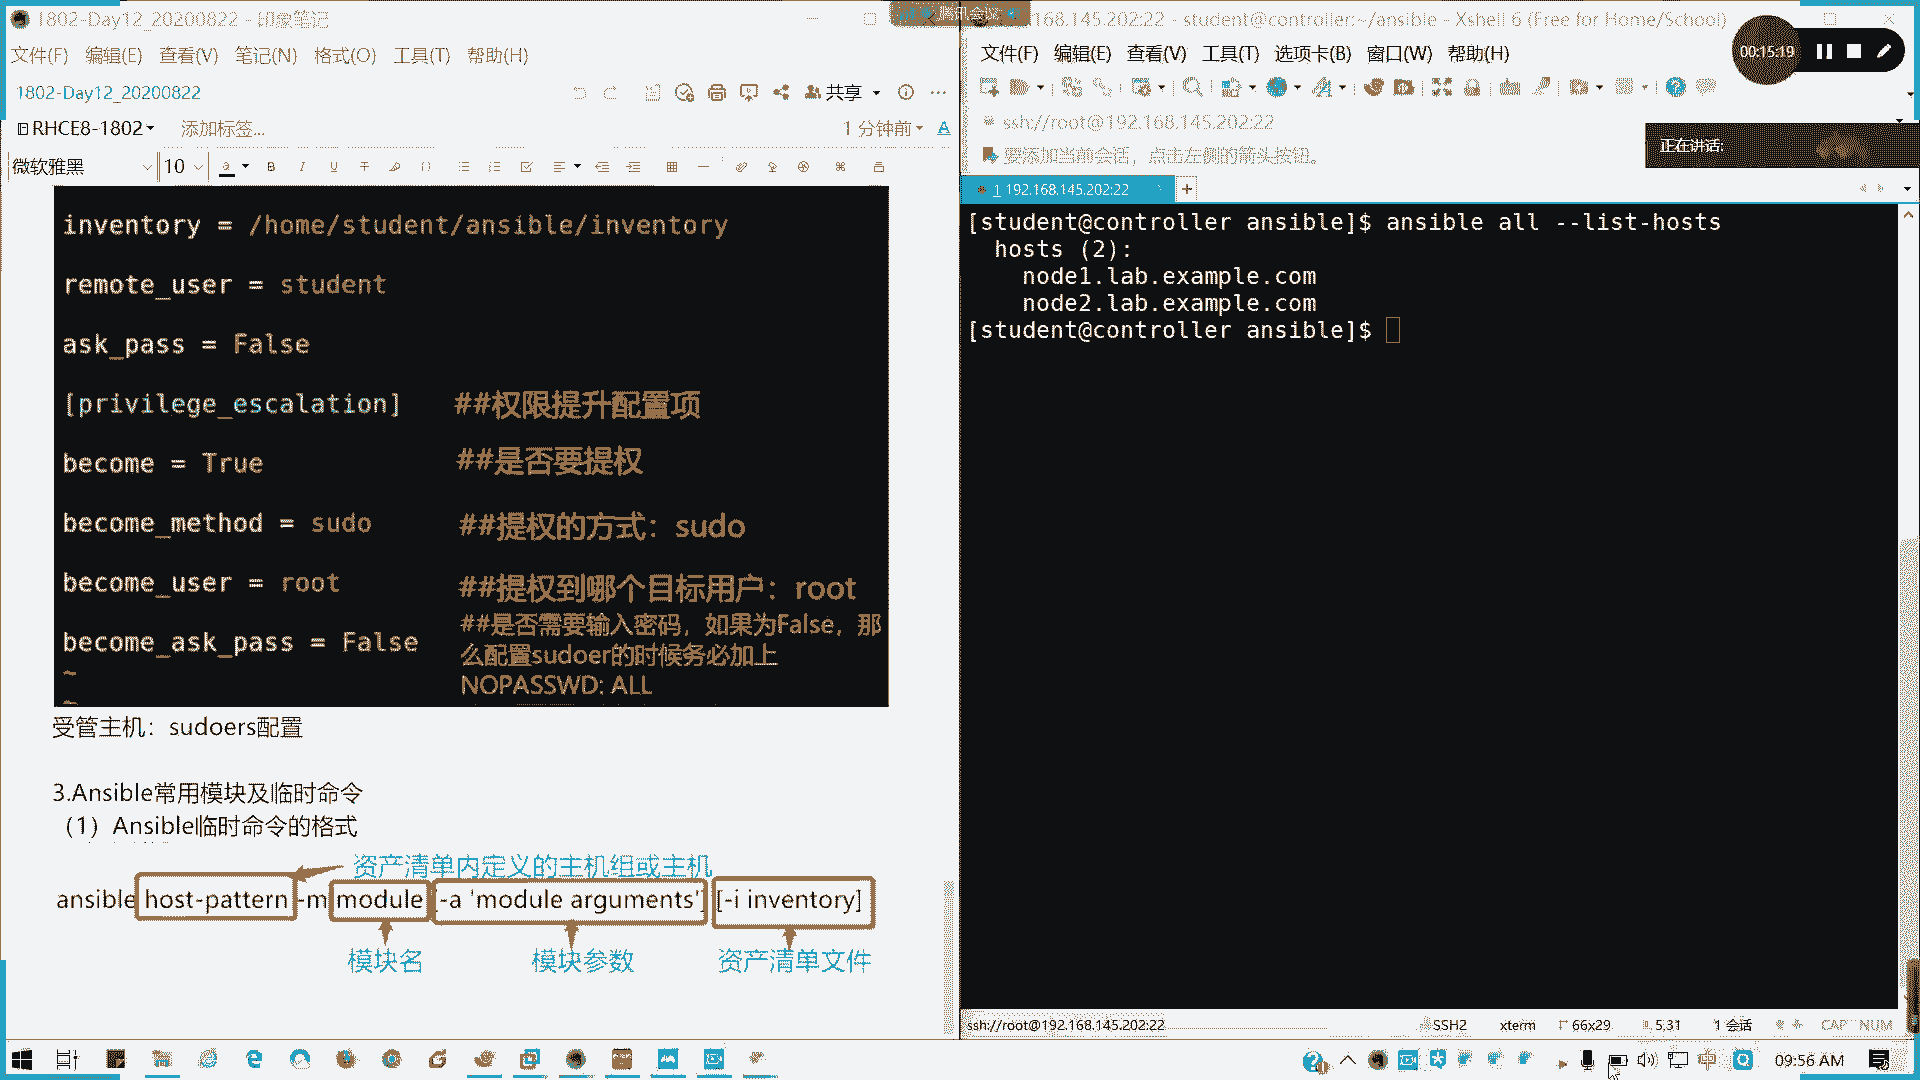 1802-Day12_20200822 - 印象笔记
文件(F) 编辑(E) 查看(V) 笔记(N) 格式(O) 工具(T) 帮助(H)
1802-Day12_20200822
共享
RHCE8-1802
添加标签...
1 分钟前
微软雅黑
10
inventory = /home/student/ansible/inventory
remote_user = student
ask_pass = False
[privilege_escalation] ##权限提升配置项
become = True ##是否要提权
become_method = sudo ##提权的方式：sudo
become_user = root ##提权到哪个目标用户：root
become_ask_pass = False
##是否需要输入密码，如果为False，那
么配置sudoer的时候务必加上
NOPASSWD: ALL
~
~
受管主机：sudoers配置
3.Ansible常用模块及临时命令
（1）Ansible临时命令的格式
资产清单内定义的主机组或主机
ansible host-pattern -m module [-a 'module arguments'] [-i inventory]
模块名 模块参数 资产清单文件
腾讯会议
.168.145.202:22 - student@controller:~/ansible - Xshell 6 (Free for Home/School)
文件(F) 编辑(E) 查看(V) 工具(T) 选项卡(B) 窗口(W) 帮助(H)
00:15:19
ssh://root@192.168.145.202:22
要添加当前会话，点击左侧的箭头按钮。
正在讲话:
1 192.168.145.202:22
[student@controller ansible]$ ansible all --list-hosts
hosts (2):
node1.lab.example.com
node2.lab.example.com
[student@controller ansible]$
ssh://root@192.168.145.202:22
SSH2
xterm
66x29
5,31
1 会话
CAP NUM
中
09:56 AM